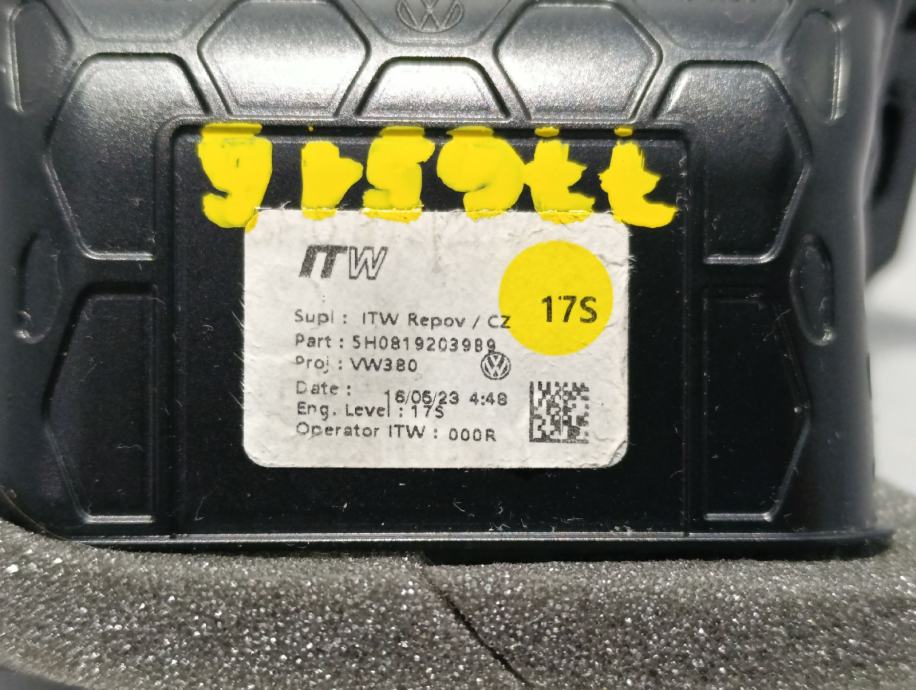 ITW
17S
Supl : ITW Repov / CZ
Part : 5H08192039B9
Proj : VW380
Date : 16/05/23 4:48
Eng. Level : 17S
Operator ITW : 000R